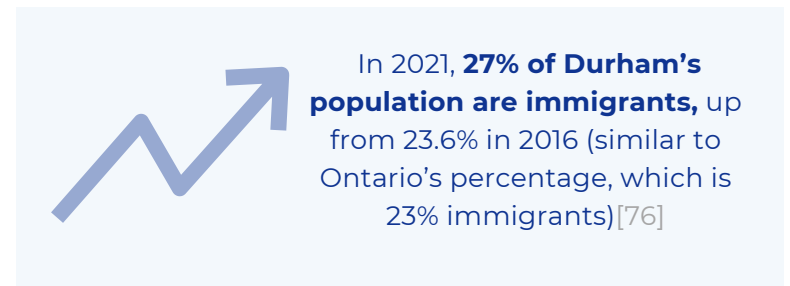 In 2021, 27% of Durham's
population are immigrants, up
from 23.6% in 2016 (similar to
Ontario's percentage, which is
23% immigrants)[76]